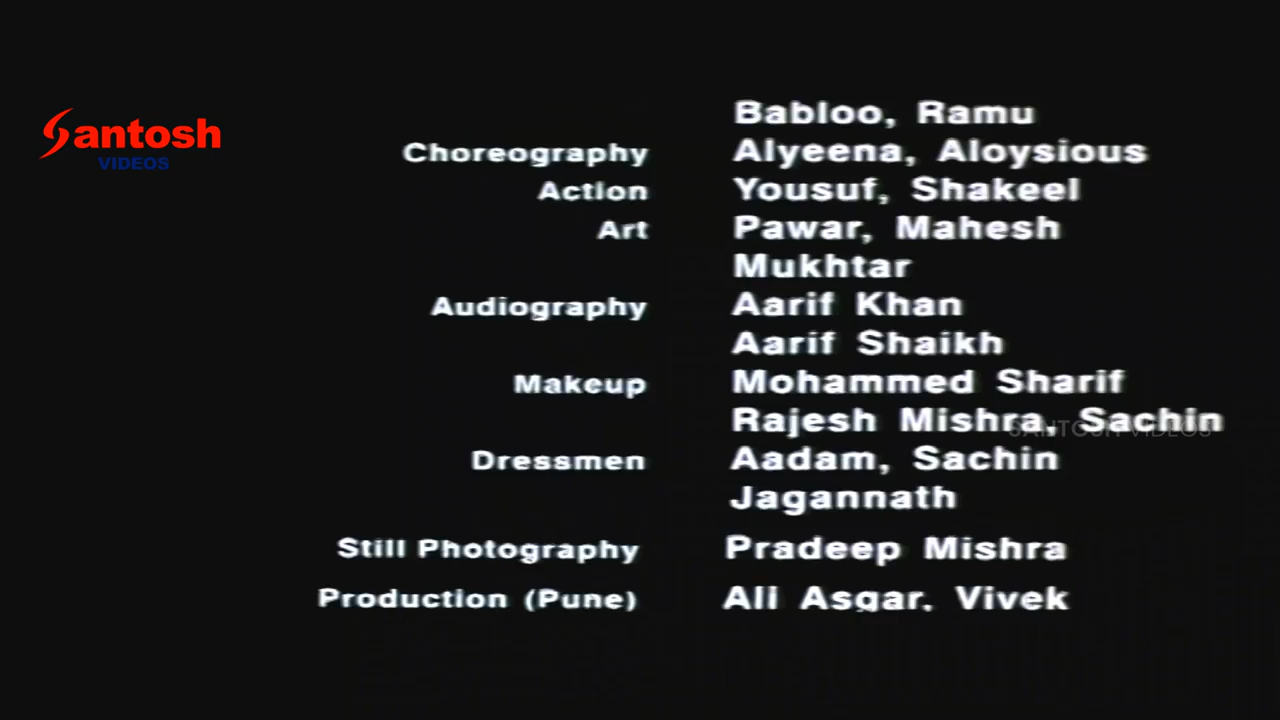 Santosh
VIDEOS
Babloo, Ramu
Choreography Alyeena, Aloysious
Action Yousuf, Shakeel
Art Pawar, Mahesh
Mukhtar
Audiography Aarif Khan
Aarif Shaikh
Makeup Mohammed Sharif
Rajesh Mishra, Sachin
SANTOSH VIDEOS
Dressmen Aadam, Sachin
Jagannath
Still Photography Pradeep Mishra
Production (Pune) Ali Asgar, Vivek